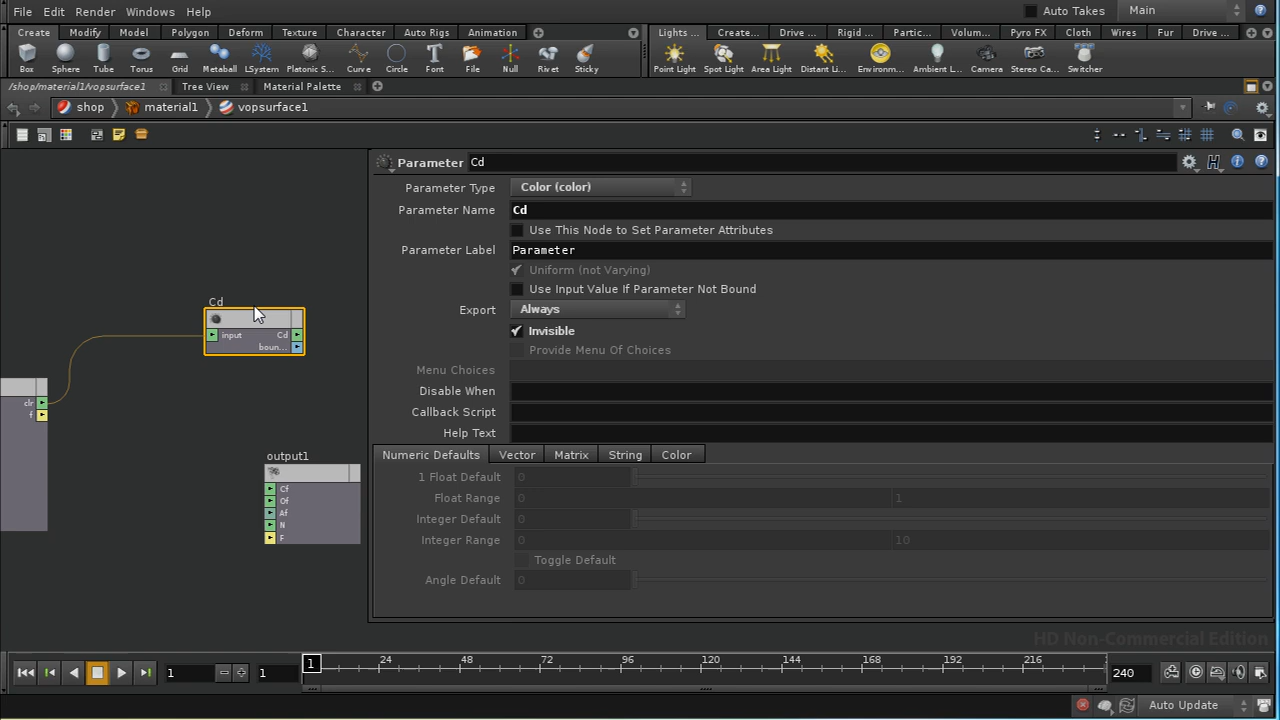 File Edit Render Windows Help Auto Takes Main
Create Modify Model Polygon Deform Texture Character Auto Rigs Animation Lights ... Create... Drive ... Rigid ... Partic... Volum... Pyro FX Cloth Wires Fur Drive ...
Box Sphere Tube Torus Grid Metaball LSystem Platonic S... Curve Circle Font File Null Rivet Sticky Point Light Spot Light Area Light Distant Li... Environm... Ambient L... Camera Stereo Ca... Switcher
/shop/material1/vopsurface1 Tree View Material Palette
shop material1 vopsurface1
Parameter Cd
Parameter Type Color (color)
Parameter Name Cd
Use This Node to Set Parameter Attributes
Parameter Label Parameter
Uniform (not Varying)
Use Input Value If Parameter Not Bound
Export Always
Invisible
Provide Menu Of Choices
Menu Choices
Disable When
Callback Script
Help Text
Numeric Defaults Vector Matrix String Color
1 Float Default 0
Float Range 0 1
Integer Default 0
Integer Range 0 10
Toggle Default
Angle Default 0
Cd
input Cd
boun...
clr
f
output1
Cf
Of
Af
N
F
HD Non-Commercial Edition
1 1 1 24 48 72 96 120 144 168 192 216 240
Auto Update